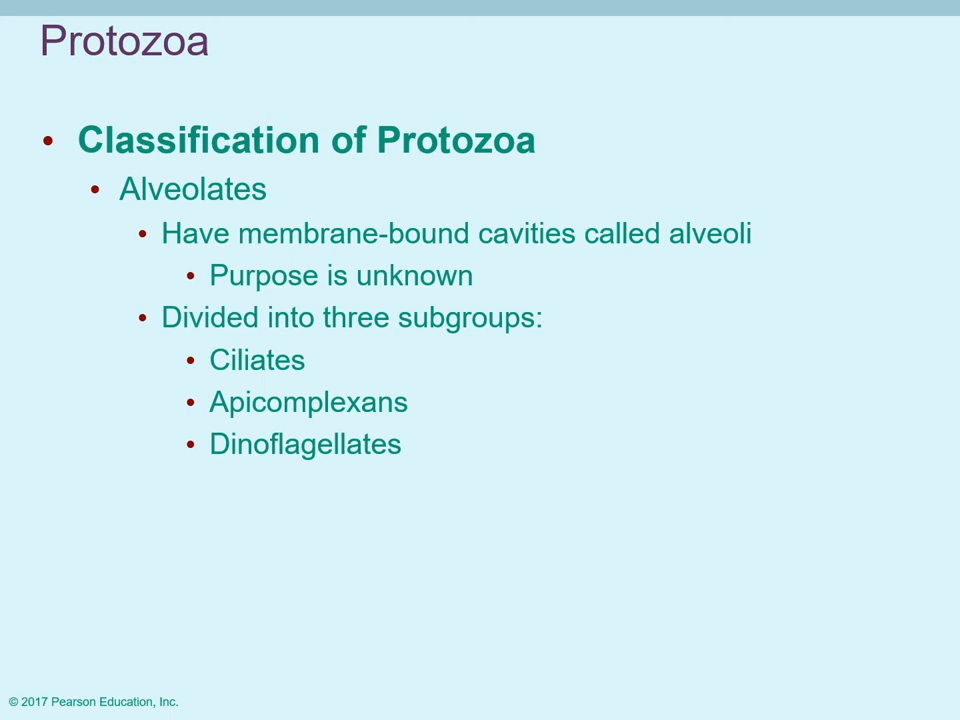 Protozoa
• Classification of Protozoa
• Alveolates
• Have membrane-bound cavities called alveoli
• Purpose is unknown
• Divided into three subgroups:
• Ciliates
• Apicomplexans
• Dinoflagellates
© 2017 Pearson Education, Inc.